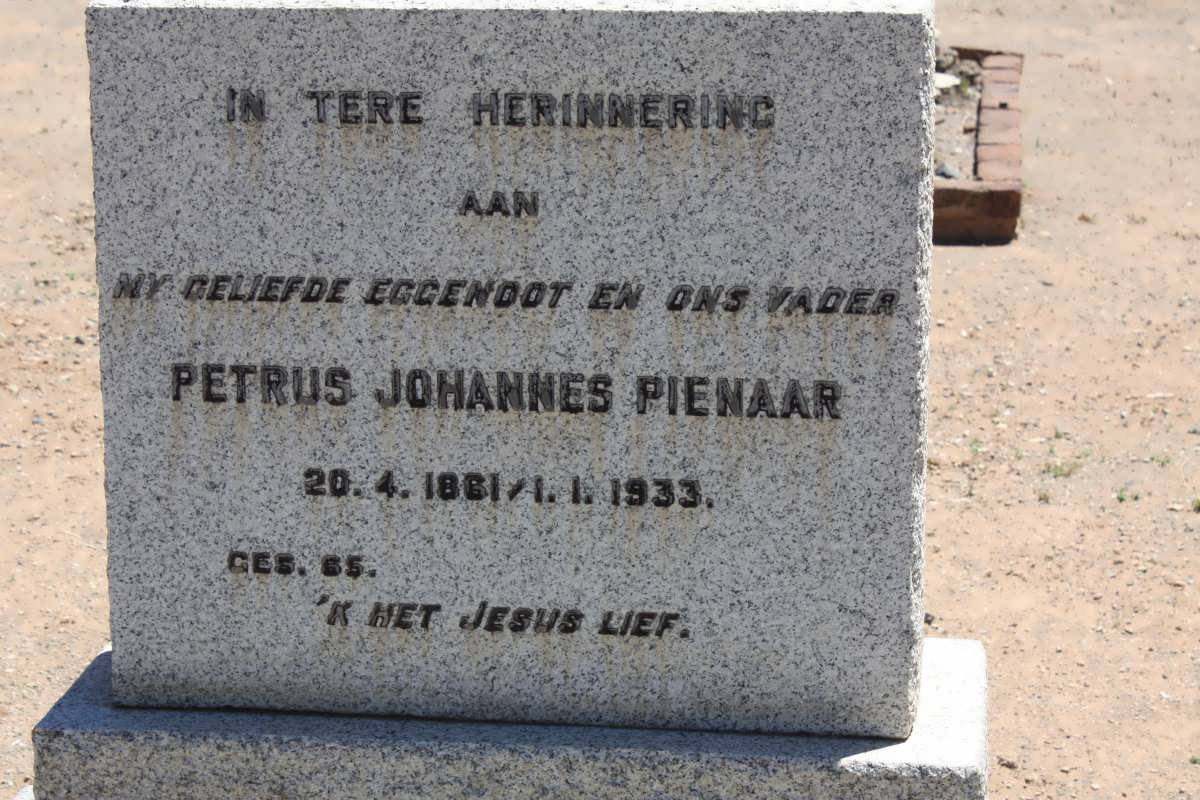 IN TERE HERINNERING
AAN
MY GELIEFDE EGGENOOT EN ONS VADER
PETRUS JOHANNES PIENAAR
20. 4. 1861/1. 1. 1933.
GES. 65.
'K HET JESUS LIEF.